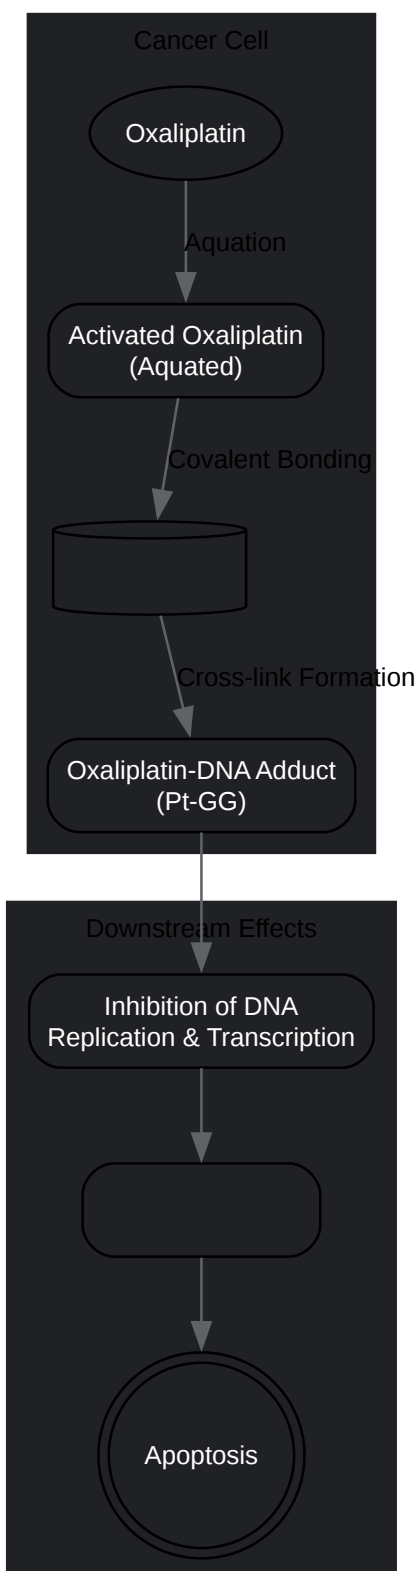 Cancer Cell
Oxaliplatin
Aquation
Activated Oxaliplatin
(Aquated)
Covalent Bonding
Cross-link Formation
Oxaliplatin-DNA Adduct
(Pt-GG)
Downstream Effects
Inhibition of DNA
Replication & Transcription
Apoptosis